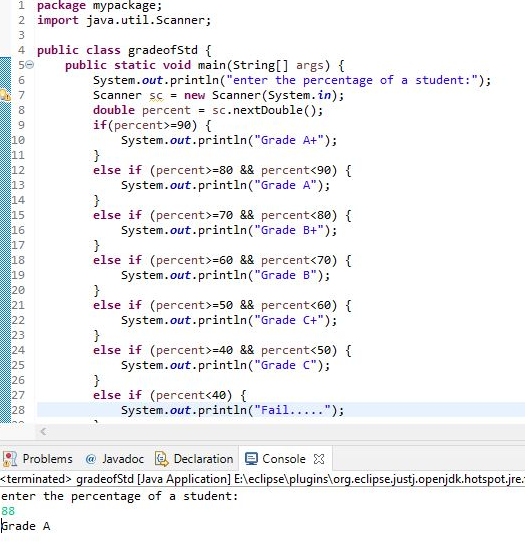 1 package mypackage;
2 import java.util.Scanner;
3
4 public class gradeofStd {
5 public static void main(String[] args) {
6 System.out.println("enter the percentage of a student:");
7 Scanner sc = new Scanner(System.in);
8 double percent = sc.nextDouble();
9 if(percent>=90) {
10 System.out.println("Grade A+");
11 }
12 else if (percent>=80 && percent<90) {
13 System.out.println("Grade A");
14 }
15 else if (percent>=70 && percent<80) {
16 System.out.println("Grade B+");
17 }
18 else if (percent>=60 && percent<70) {
19 System.out.println("Grade B");
20 }
21 else if (percent>=50 && percent<60) {
22 System.out.println("Grade C+");
23 }
24 else if (percent>=40 && percent<50) {
25 System.out.println("Grade C");
26 }
27 else if (percent<40) {
28 System.out.println("Fail.....");
Problems @ Javadoc Declaration Console
<terminated> gradeofStd [Java Application] E:\eclipse\plugins\org.eclipse.justj.openjdk.hotspot.jre.
enter the percentage of a student:
88
Grade A